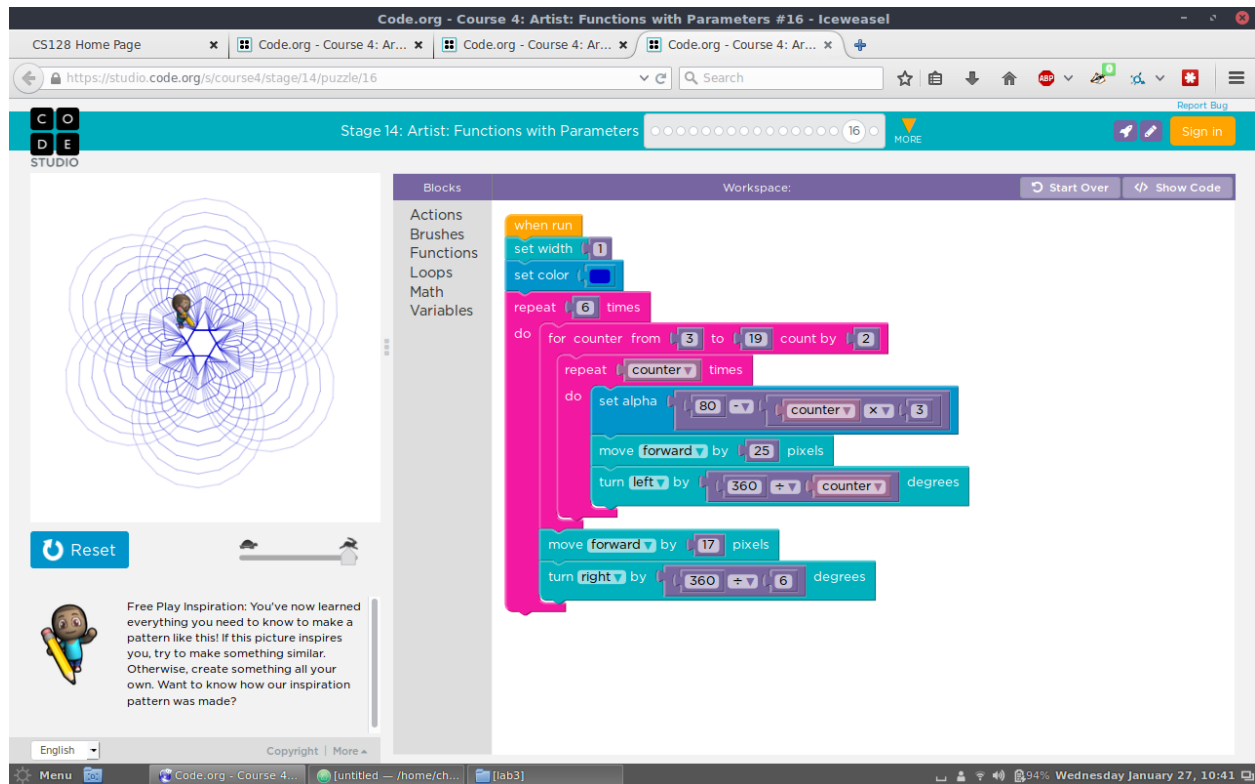 Code.org - Course 4: Artist: Functions with Parameters #16 - Iceweasel
CS128 Home Page
Code.org - Course 4: Ar...
Code.org - Course 4: Ar...
Code.org - Course 4: Ar...
https://studio.code.org/s/course4/stage/14/puzzle/16
Search
ABP
0
Report Bug
C O
D E
STUDIO
Stage 14: Artist: Functions with Parameters
16
MORE
Sign in
Blocks
Workspace:
Start Over
</> Show Code
Actions
Brushes
Functions
Loops
Math
Variables
when run
set width 1
set color
repeat 6 times
do for counter from 3 to 19 count by 2
repeat counter times
do set alpha 80 - counter × 3
move forward by 25 pixels
turn left by 360 ÷ counter degrees
move forward by 17 pixels
turn right by 360 ÷ 6 degrees
Reset
Free Play Inspiration: You've now learned
everything you need to know to make a
pattern like this! If this picture inspires
you, try to make something similar.
Otherwise, create something all your
own. Want to know how our inspiration
pattern was made?
English
Copyright | More
Menu
Code.org - Course 4...
[untitled — /home/ch...
[lab3]
94% Wednesday January 27, 10:41